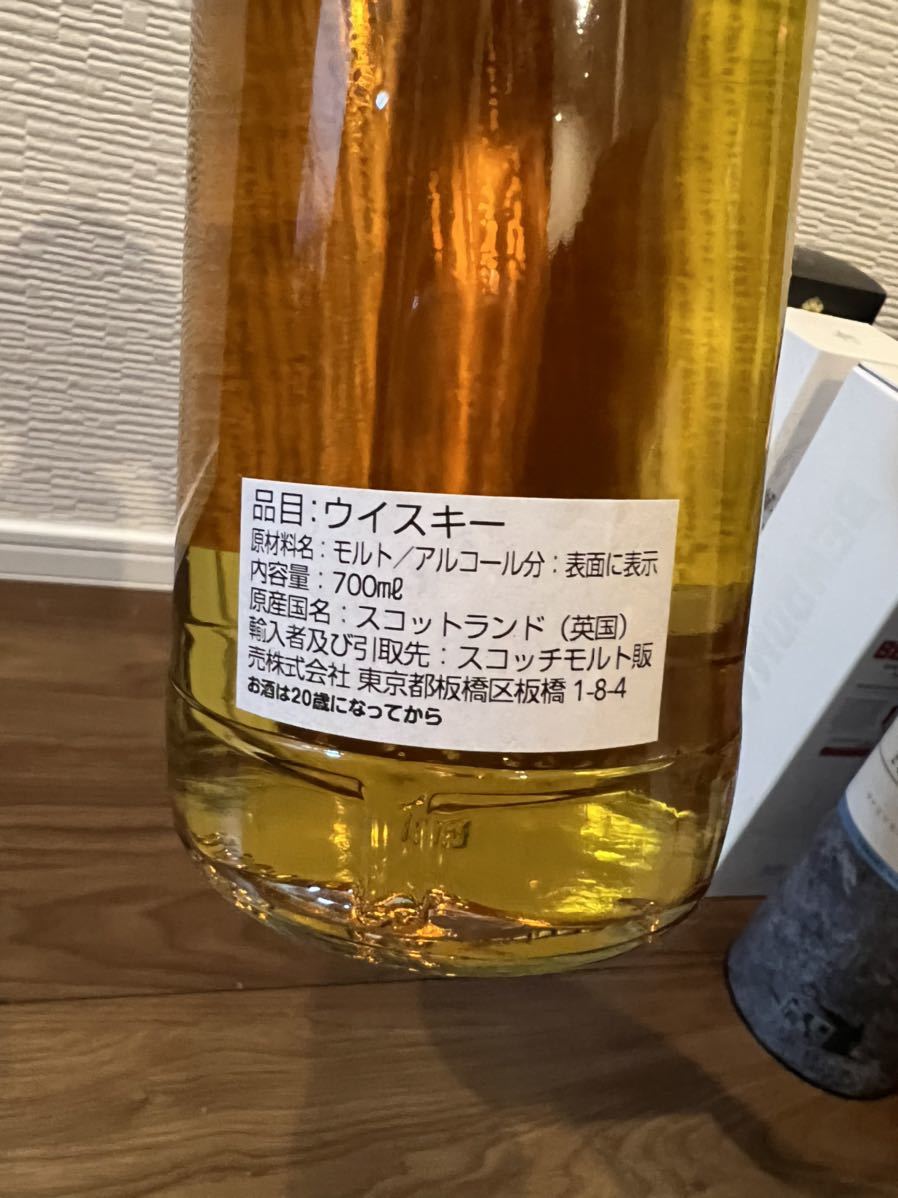 品目:ウイスキー
原材料名:モルト/アルコール分:表面に表示
内容量:700mℓ
原産国名:スコットランド(英国)
輸入者及び引取先:スコッチモルト販
売株式会社 東京都板橋区板橋 1-8-4
お酒は20歳になってから